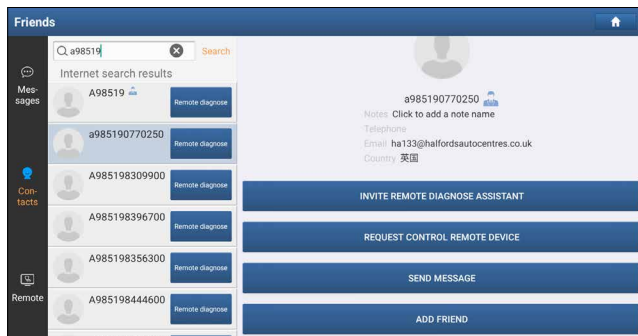 Friends
a98519
Search
Internet search results
Mes-
sages
Con-
tacts
Remote
A98519
Remote diagnose
a985190770250
Remote diagnose
A985198309900
Remote diagnose
A985198396700
Remote diagnose
A985198356300
Remote diagnose
A985198444600
Remote diagnose
a985190770250
Notes Click to add a note name
Telephone
Email ha133@halfordsautocentres.co.uk
Country 英国
INVITE REMOTE DIAGNOSE ASSISTANT
REQUEST CONTROL REMOTE DEVICE
SEND MESSAGE
ADD FRIEND